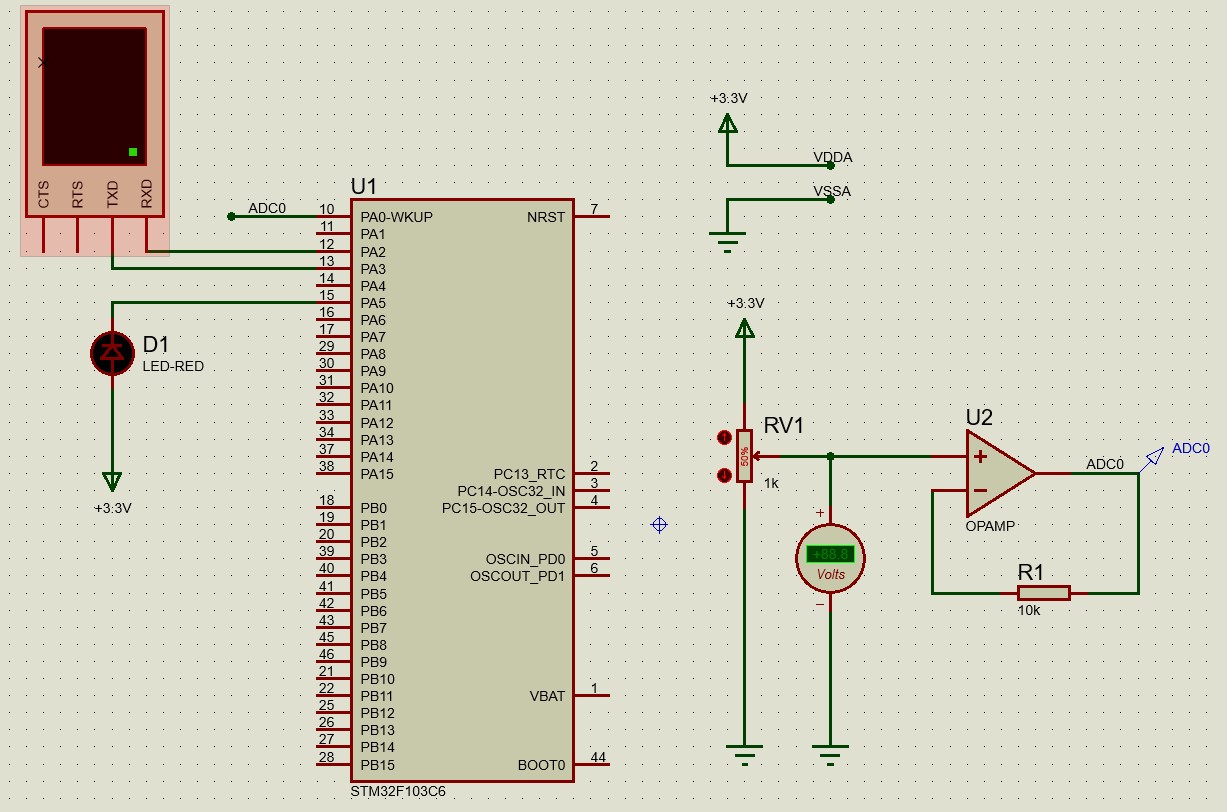 CTS
RTS
TXD
RXD
U1
ADC0
10 PA0-WKUP
11 PA1
12 PA2
13 PA3
14 PA4
15 PA5
16 PA6
17 PA7
29 PA8
30 PA9
31 PA10
32 PA11
33 PA12
34 PA13
37 PA14
38 PA15
18 PB0
19 PB1
20 PB2
39 PB3
40 PB4
41 PB5
42 PB6
43 PB7
45 PB8
46 PB9
21 PB10
22 PB11
25 PB12
26 PB13
27 PB14
28 PB15
NRST 7
PC13_RTC 2
PC14-OSC32_IN 3
PC15-OSC32_OUT 4
OSCIN_PD0 5
OSCOUT_PD1 6
VBAT 1
BOOT0 44
STM32F103C6
D1
LED-RED
+3.3V
+3.3V
VDDA
VSSA
+3.3V
RV1
50%
1k
+
+88.8
Volts
−
U2
+
−
OPAMP
ADC0
ADC0
R1
10k